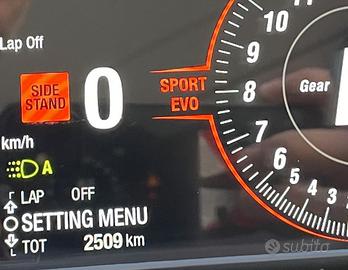 Lap Off
SIDE STAND
0
SPORT EVO
km/h
A
LAP OFF
SETTING MENU
TOT 2509 km
10
9
8
7
6
5
4
3
Gear
subito